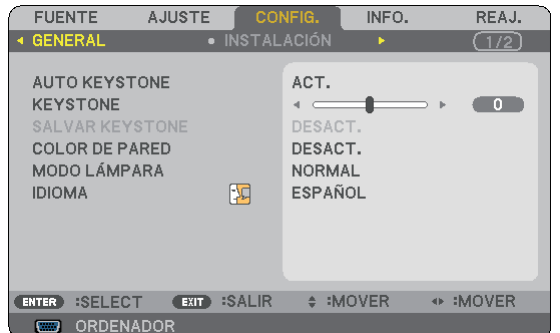 FUENTE AJUSTE CONFIG. INFO. REAJ.
GENERAL INSTALACIÓN 1/2
AUTO KEYSTONE ACT.
KEYSTONE 0
SALVAR KEYSTONE DESACT.
COLOR DE PARED DESACT.
MODO LÁMPARA NORMAL
IDIOMA ESPAÑOL
ENTER :SELECT EXIT :SALIR :MOVER :MOVER
ORDENADOR